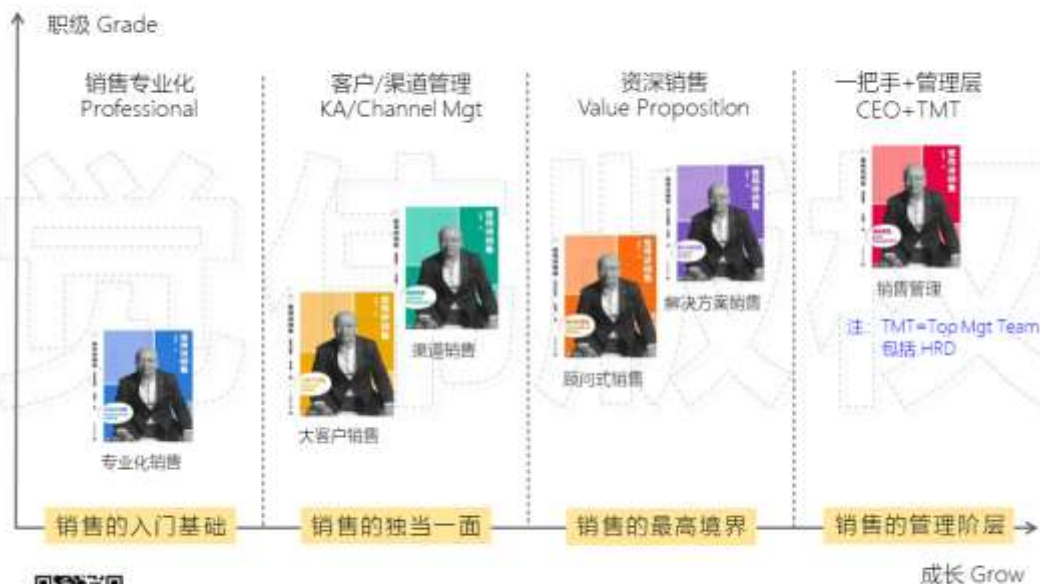 职级 Grade
销售专业化
Professional
客户/渠道管理
KA/Channel Mgt
资深销售
Value Proposition
一把手+管理层
CEO+TMT
专业化销售
大客户销售
渠道销售
顾问式销售
解决方案销售
销售管理
注: TMT=Top Mgt Team
包括 HRD
销售的入门基础
销售的独当一面
销售的最高境界
销售的管理阶层
成长 Grow